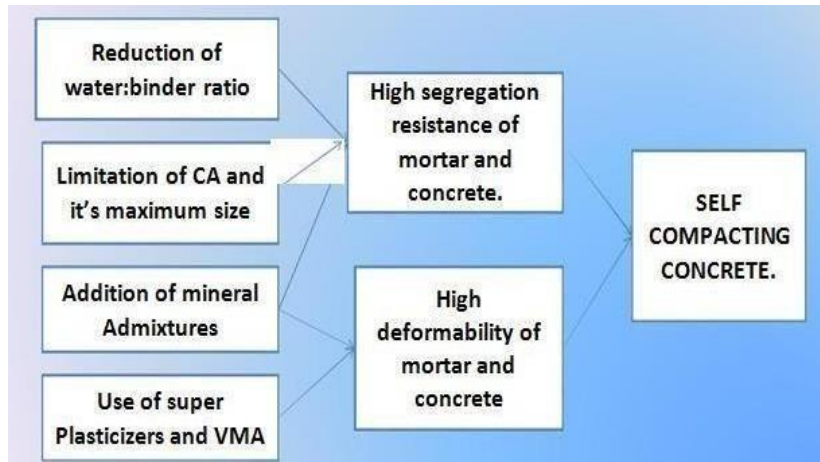 Reduction of
water:binder ratio
Limitation of CA and
it's maximum size
Addition of mineral
Admixtures
Use of super
Plasticizers and VMA
High segregation
resistance of
mortar and
concrete.
High
deformability of
mortar and
concrete
SELF
COMPACTING
CONCRETE.